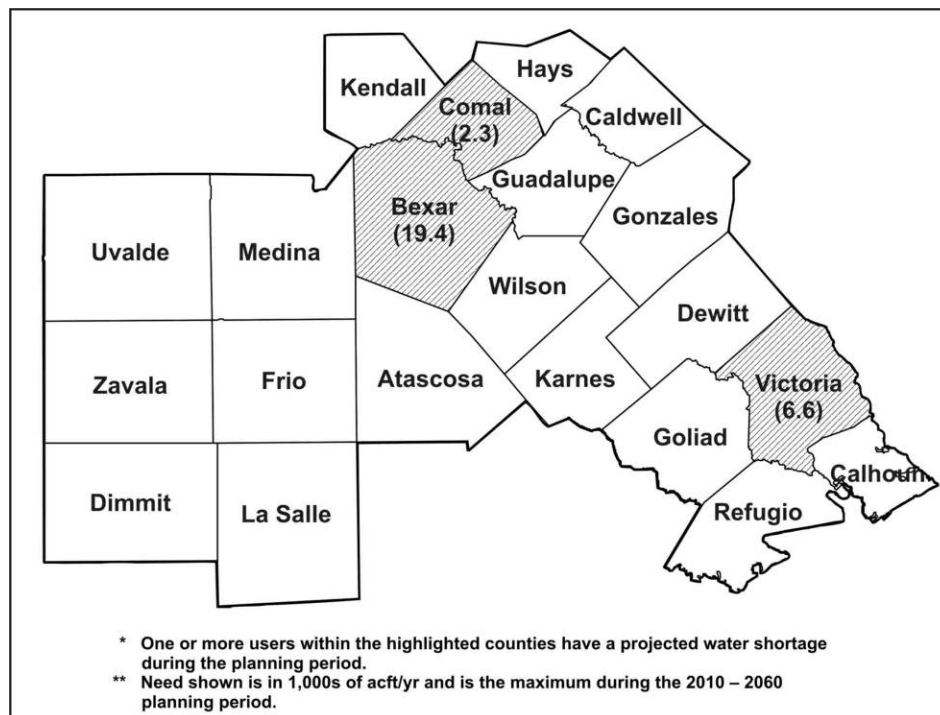 Hays
Kendall
Comal
(2.3)
Caldwell
Guadalupe
Bexar
(19.4)
Gonzales
Uvalde
Medina
Wilson
Dewitt
Zavala
Frio
Atascosa
Karnes
Victoria
(6.6)
Goliad
Calhoun
Dimmit
La Salle
Refugio
* One or more users within the highlighted counties have a projected water shortage
during the planning period.
** Need shown is in 1,000s of acft/yr and is the maximum during the 2010 – 2060
planning period.